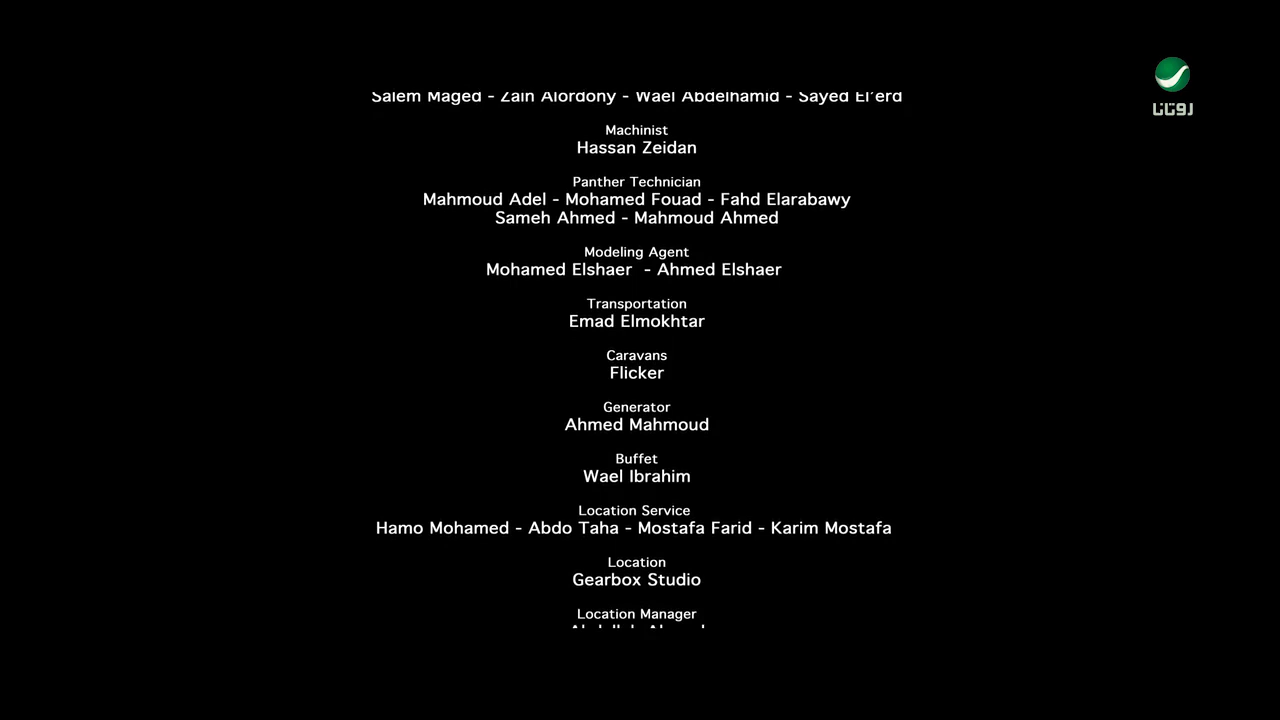 Salem Maged - Zain Alordony - Wael Abdelhamid - Sayed El'erd
روتانا
Machinist
Hassan Zeidan
Panther Technician
Mahmoud Adel - Mohamed Fouad - Fahd Elarabawy
Sameh Ahmed - Mahmoud Ahmed
Modeling Agent
Mohamed Elshaer - Ahmed Elshaer
Transportation
Emad Elmokhtar
Caravans
Flicker
Generator
Ahmed Mahmoud
Buffet
Wael Ibrahim
Location Service
Hamo Mohamed - Abdo Taha - Mostafa Farid - Karim Mostafa
Location
Gearbox Studio
Location Manager